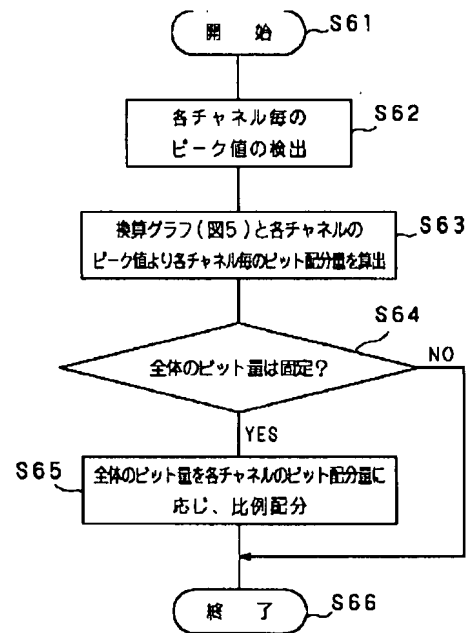 開 始
S61
各チャネル毎の
ピーク値の検出
S62
換算グラフ(図5)と各チャネルの
ピーク値より各チャネル毎のビット配分量を算出
S63
全体のビット量は固定?
S64
NO
YES
S65
全体のビット量を各チャネルのビット配分量に
応じ、比例配分
終 了
S66